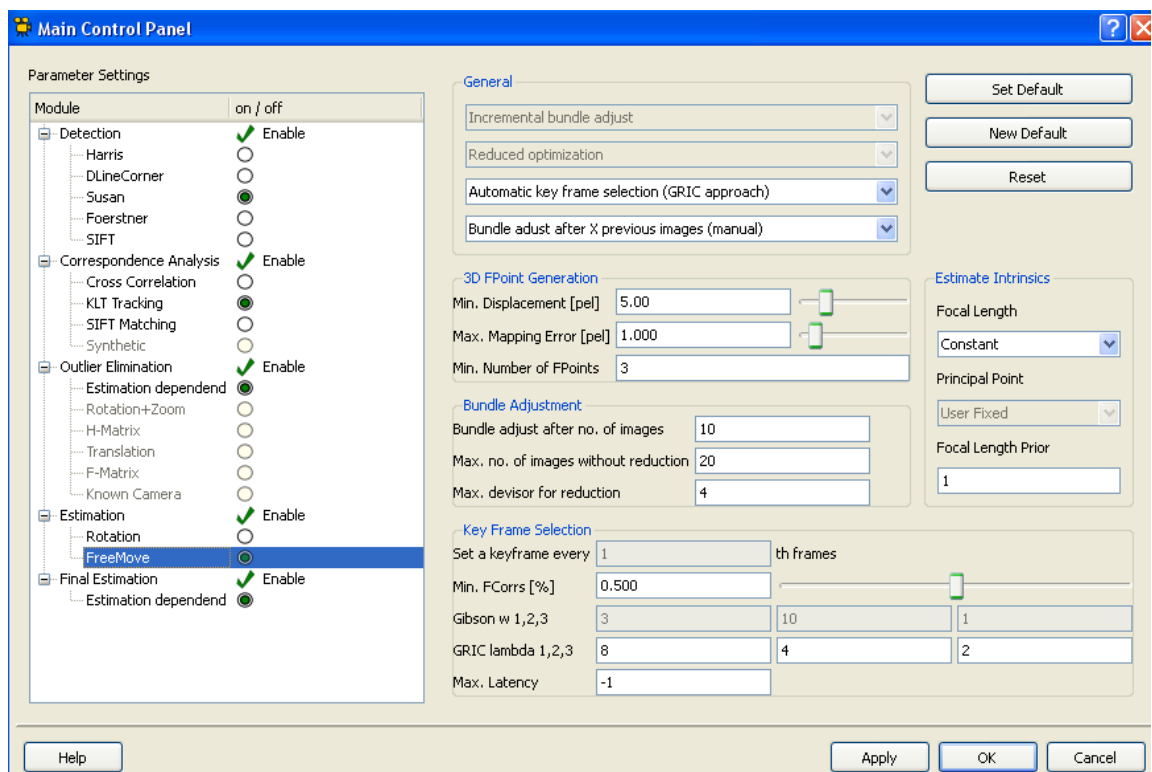 Main Control Panel
Parameter Settings
Module on / off
Detection Enable
Harris
DLineCorner
Susan
Foerstner
SIFT
Correspondence Analysis Enable
Cross Correlation
KLT Tracking
SIFT Matching
Synthetic
Outlier Elimination Enable
Estimation dependend
Rotation+Zoom
H-Matrix
Translation
F-Matrix
Known Camera
Estimation Enable
Rotation
FreeMove
Final Estimation Enable
Estimation dependend
General
Incremental bundle adjust
Reduced optimization
Automatic key frame selection (GRIC approach)
Bundle adust after X previous images (manual)
Set Default
New Default
Reset
3D FPoint Generation
Min. Displacement [pel] 5.00
Max. Mapping Error [pel] 1.000
Min. Number of FPoints 3
Estimate Intrinsics
Focal Length
Constant
Principal Point
User Fixed
Focal Length Prior
1
Bundle Adjustment
Bundle adjust after no. of images 10
Max. no. of images without reduction 20
Max. devisor for reduction 4
Key Frame Selection
Set a keyframe every 1 th frames
Min. FCorrs [%] 0.500
Gibson w 1,2,3 3 10 1
GRIC lambda 1,2,3 8 4 2
Max. Latency -1
Help Apply OK Cancel